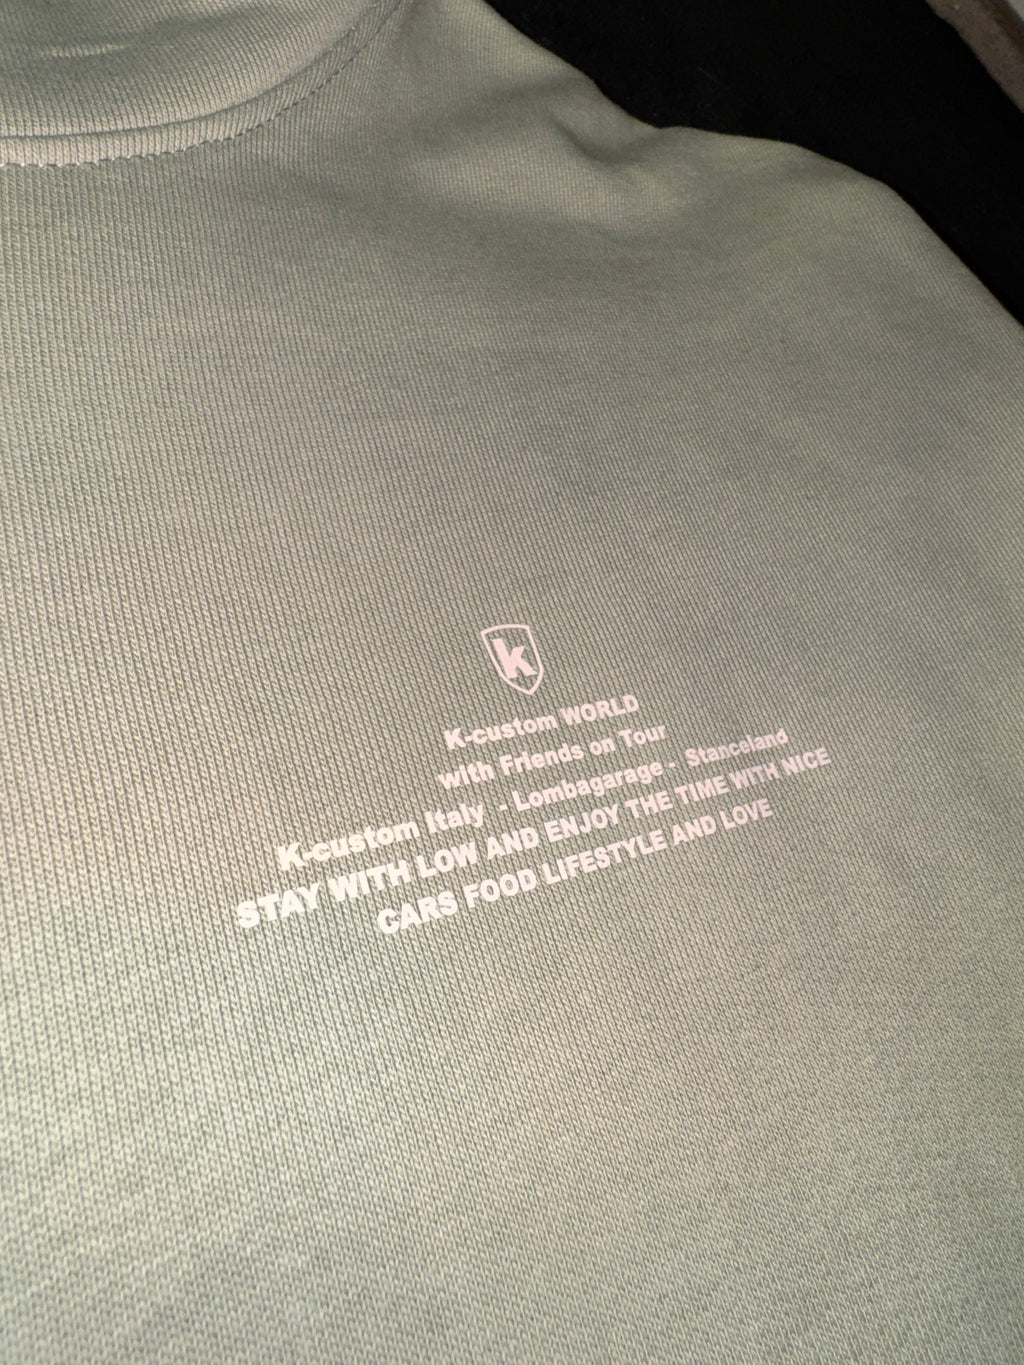 k
K-custom WORLD
with Friends on Tour
K-custom Italy - Lombagarage - Stanceland
STAY WITH LOW AND ENJOY THE TIME WITH NICE
CARS FOOD LIFESTYLE AND LOVE